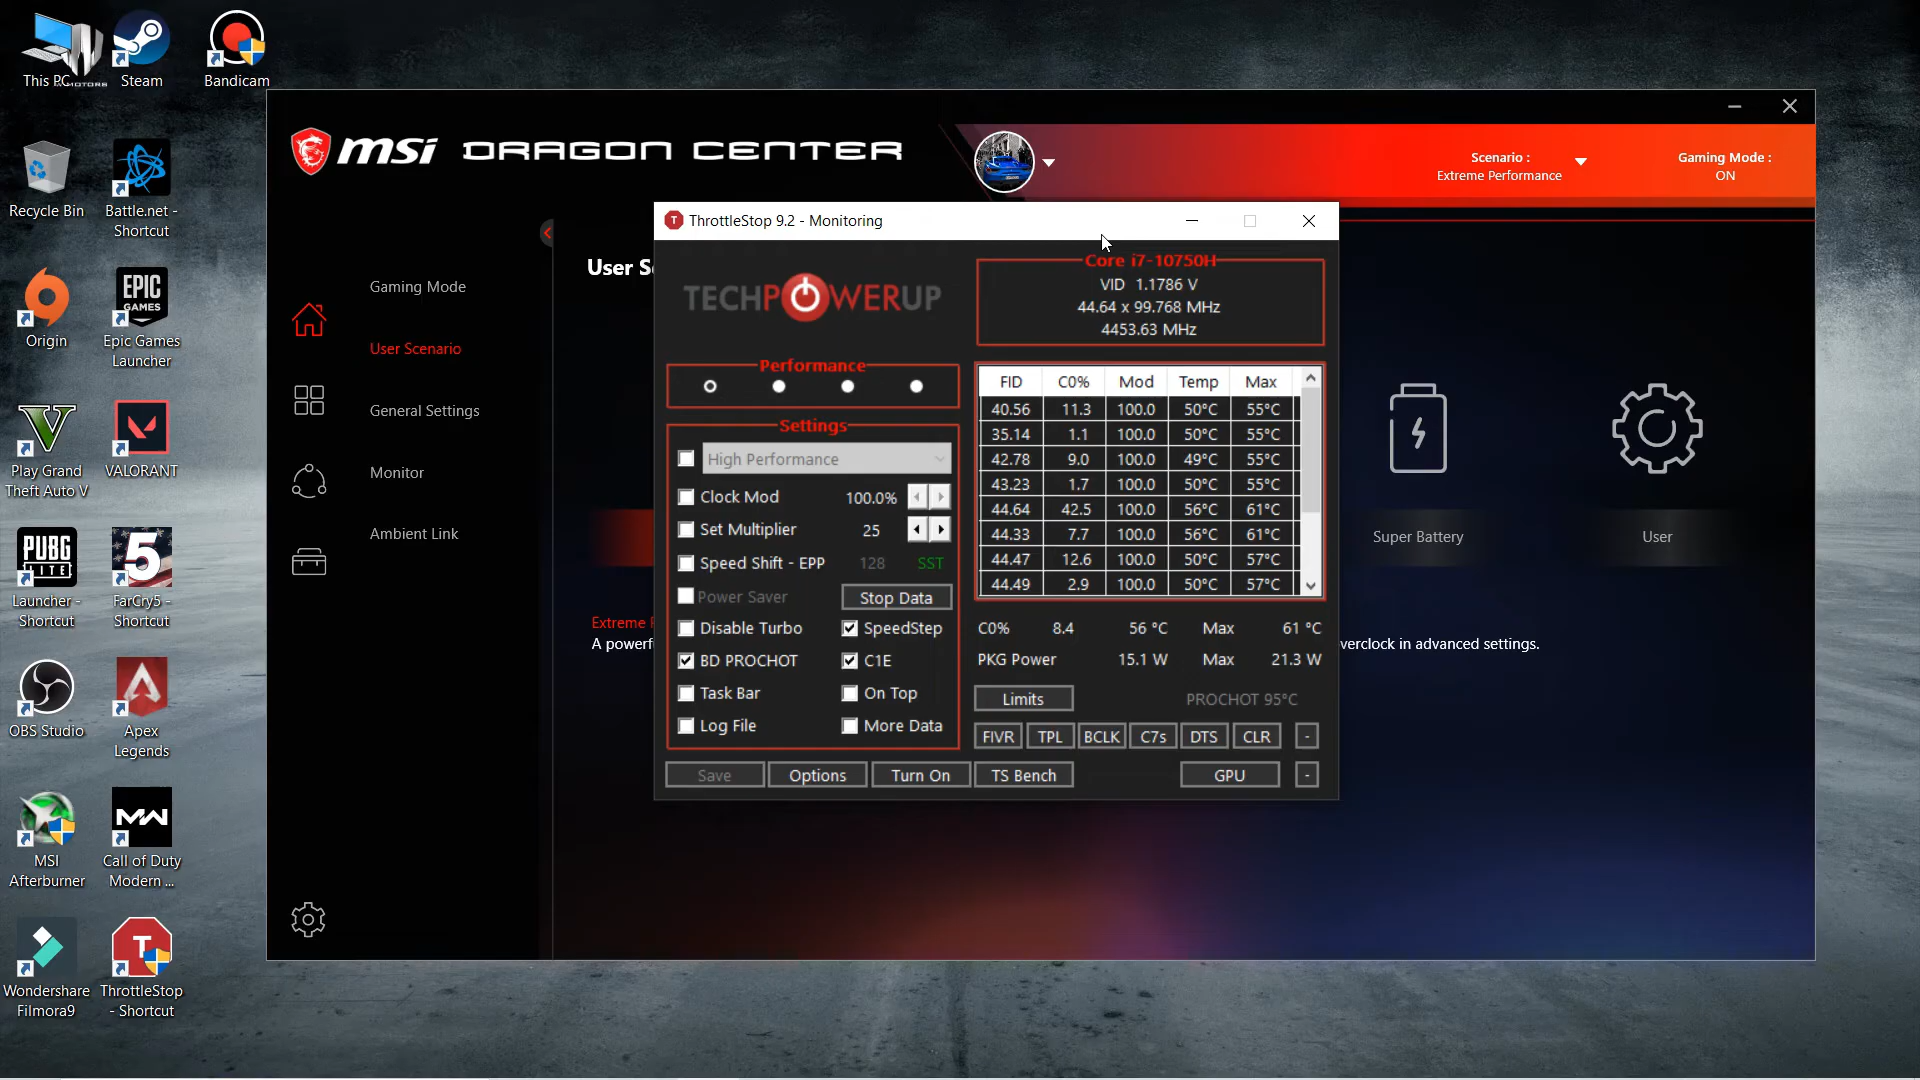 This PC
Steam
Bandicam
Recycle Bin
Battle.net -
Shortcut
Origin
EPIC
GAMES
Epic Games
Launcher
Play Grand
Theft Auto V
VALORANT
PUBG
LITE
Launcher -
Shortcut
5
FarCry5 -
Shortcut
OBS Studio
Apex
Legends
MSI
Afterburner
MW
Call of Duty
Modern ...
Wondershare
Filmora9
T
ThrottleStop
- Shortcut
msi DRAGON CENTER
Scenario :
Extreme Performance
Gaming Mode :
ON
Gaming Mode
User Scenario
General Settings
Monitor
Ambient Link
User S
Extreme
A powerf
verclock in advanced settings.
Super Battery
User
T ThrottleStop 9.2 - Monitoring
TECHPOWERUP
Core i7-10750H
VID 1.1786 V
44.64 x 99.768 MHz
4453.63 MHz
Performance
Settings
High Performance
Clock Mod 100.0%
Set Multiplier 25
Speed Shift - EPP 128 SST
Power Saver Stop Data
Disable Turbo SpeedStep
BD PROCHOT C1E
Task Bar On Top
Log File More Data
FID C0% Mod Temp Max
40.56 11.3 100.0 50°C 55°C
35.14 1.1 100.0 50°C 55°C
42.78 9.0 100.0 49°C 55°C
43.23 1.7 100.0 50°C 55°C
44.64 42.5 100.0 56°C 61°C
44.33 7.7 100.0 56°C 61°C
44.47 12.6 100.0 50°C 57°C
44.49 2.9 100.0 50°C 57°C
C0% 8.4 56 °C Max 61 °C
PKG Power 15.1 W Max 21.3 W
Limits PROCHOT 95°C
FIVR TPL BCLK C7s DTS CLR -
Save Options Turn On TS Bench GPU -